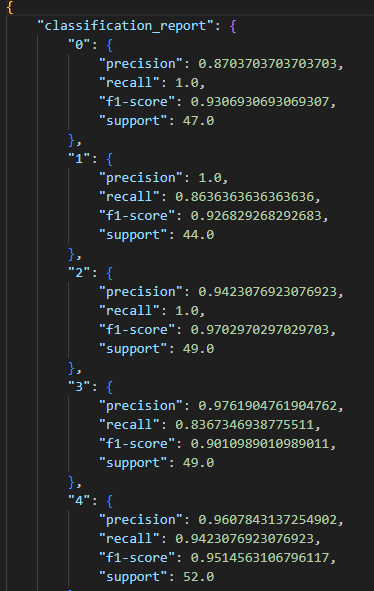 {
"classification_report": {
"0": {
"precision": 0.8703703703703703,
"recall": 1.0,
"f1-score": 0.9306930693069307,
"support": 47.0
},
"1": {
"precision": 1.0,
"recall": 0.8636363636363636,
"f1-score": 0.926829268292683,
"support": 44.0
},
"2": {
"precision": 0.9423076923076923,
"recall": 1.0,
"f1-score": 0.9702970297029703,
"support": 49.0
},
"3": {
"precision": 0.9761904761904762,
"recall": 0.8367346938775511,
"f1-score": 0.9010989010989011,
"support": 49.0
},
"4": {
"precision": 0.9607843137254902,
"recall": 0.9423076923076923,
"f1-score": 0.9514563106796117,
"support": 52.0